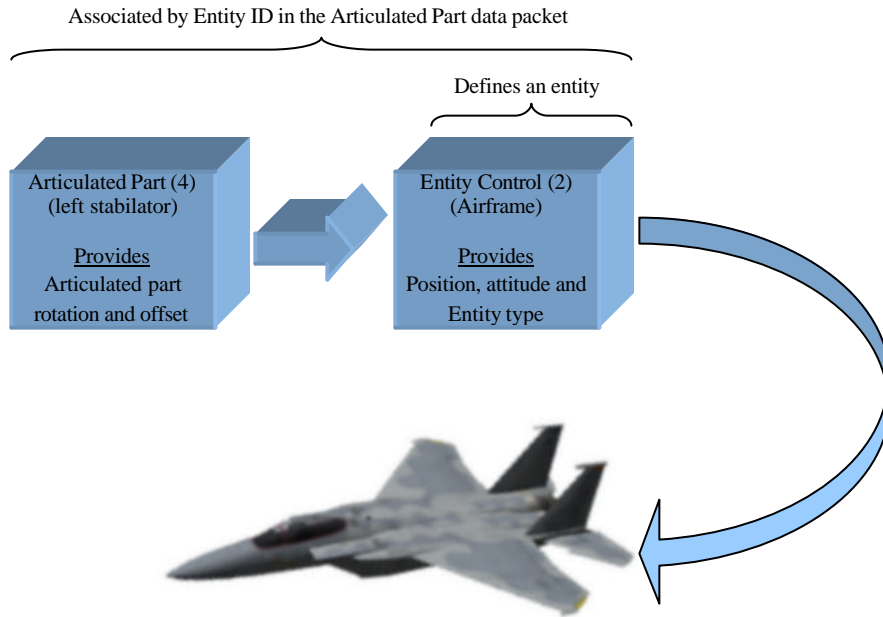 Associated by Entity ID in the Articulated Part data packet
Defines an entity
Articulated Part (4)
(left stabilator)
Provides
Articulated part
rotation and offset
Entity Control (2)
(Airframe)
Provides
Position, attitude and
Entity type